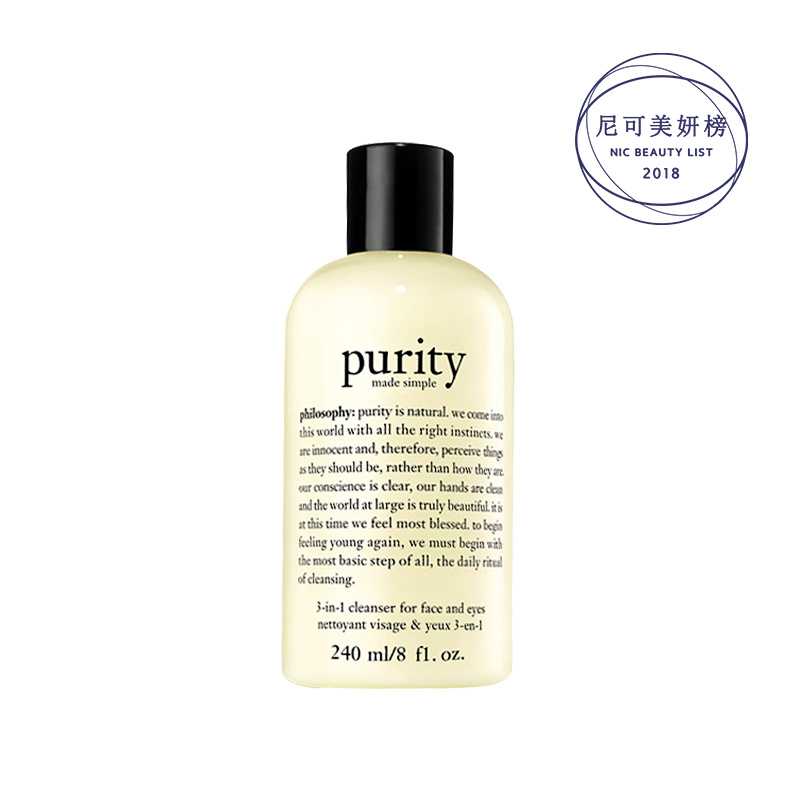 尼可美妍榜
NIC BEAUTY LIST
2018
purity
made simple
philosophy: purity is natural. we come into
this world with all the right instincts. we
are innocent and, therefore, perceive things
as they should be, rather than how they are.
our conscience is clear, our hands are clean
and the world at large is truly beautiful. it is
at this time we feel most blessed. to begin
feeling young again, we must begin with
the most basic step of all, the daily ritual
of cleansing.
3-in-1 cleanser for face and eyes
nettoyant visage & yeux 3-en-1
240 ml/8 fl. oz.